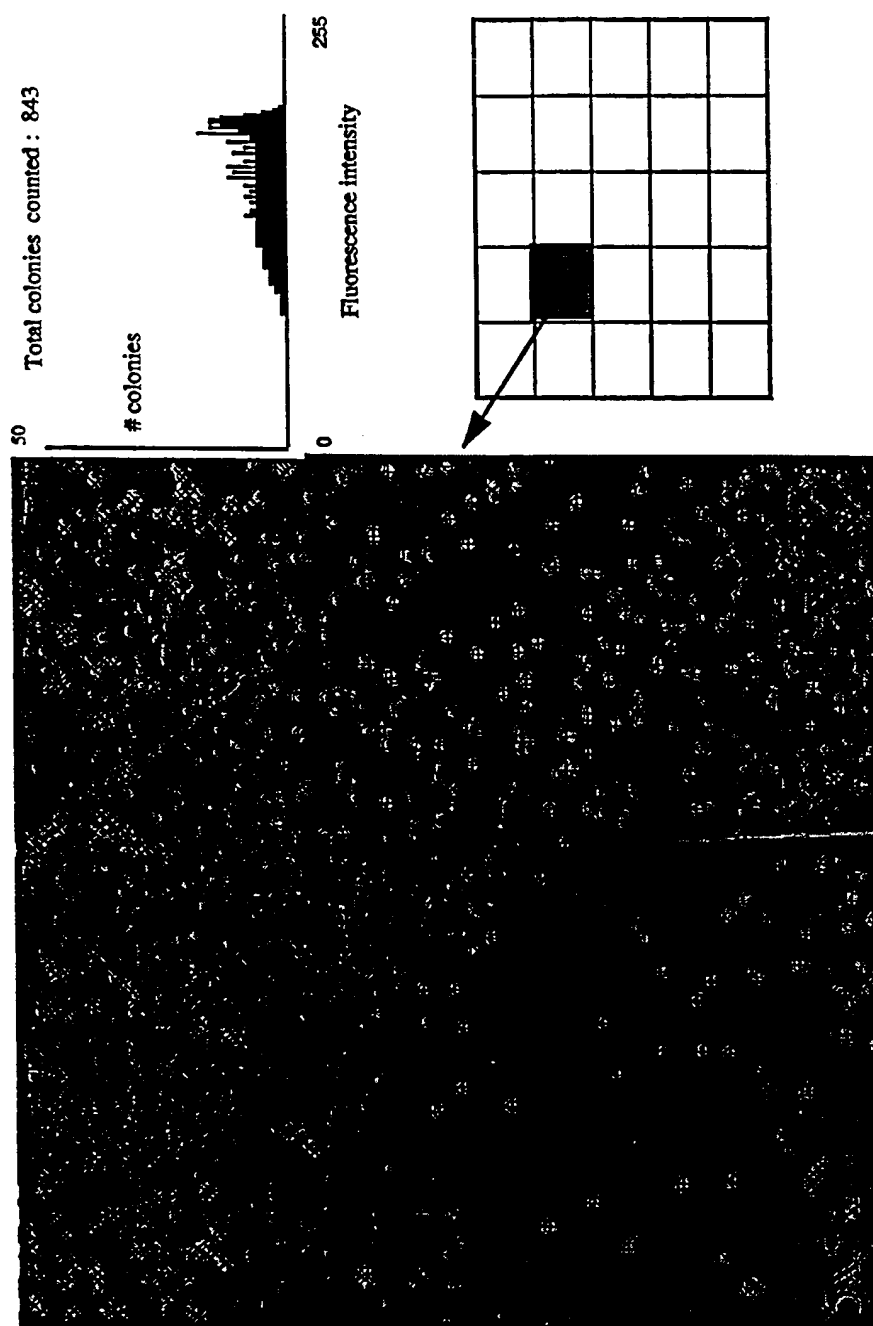 50
Total colonies counted : 843
# colonies
0
255
Fluorescence intensity